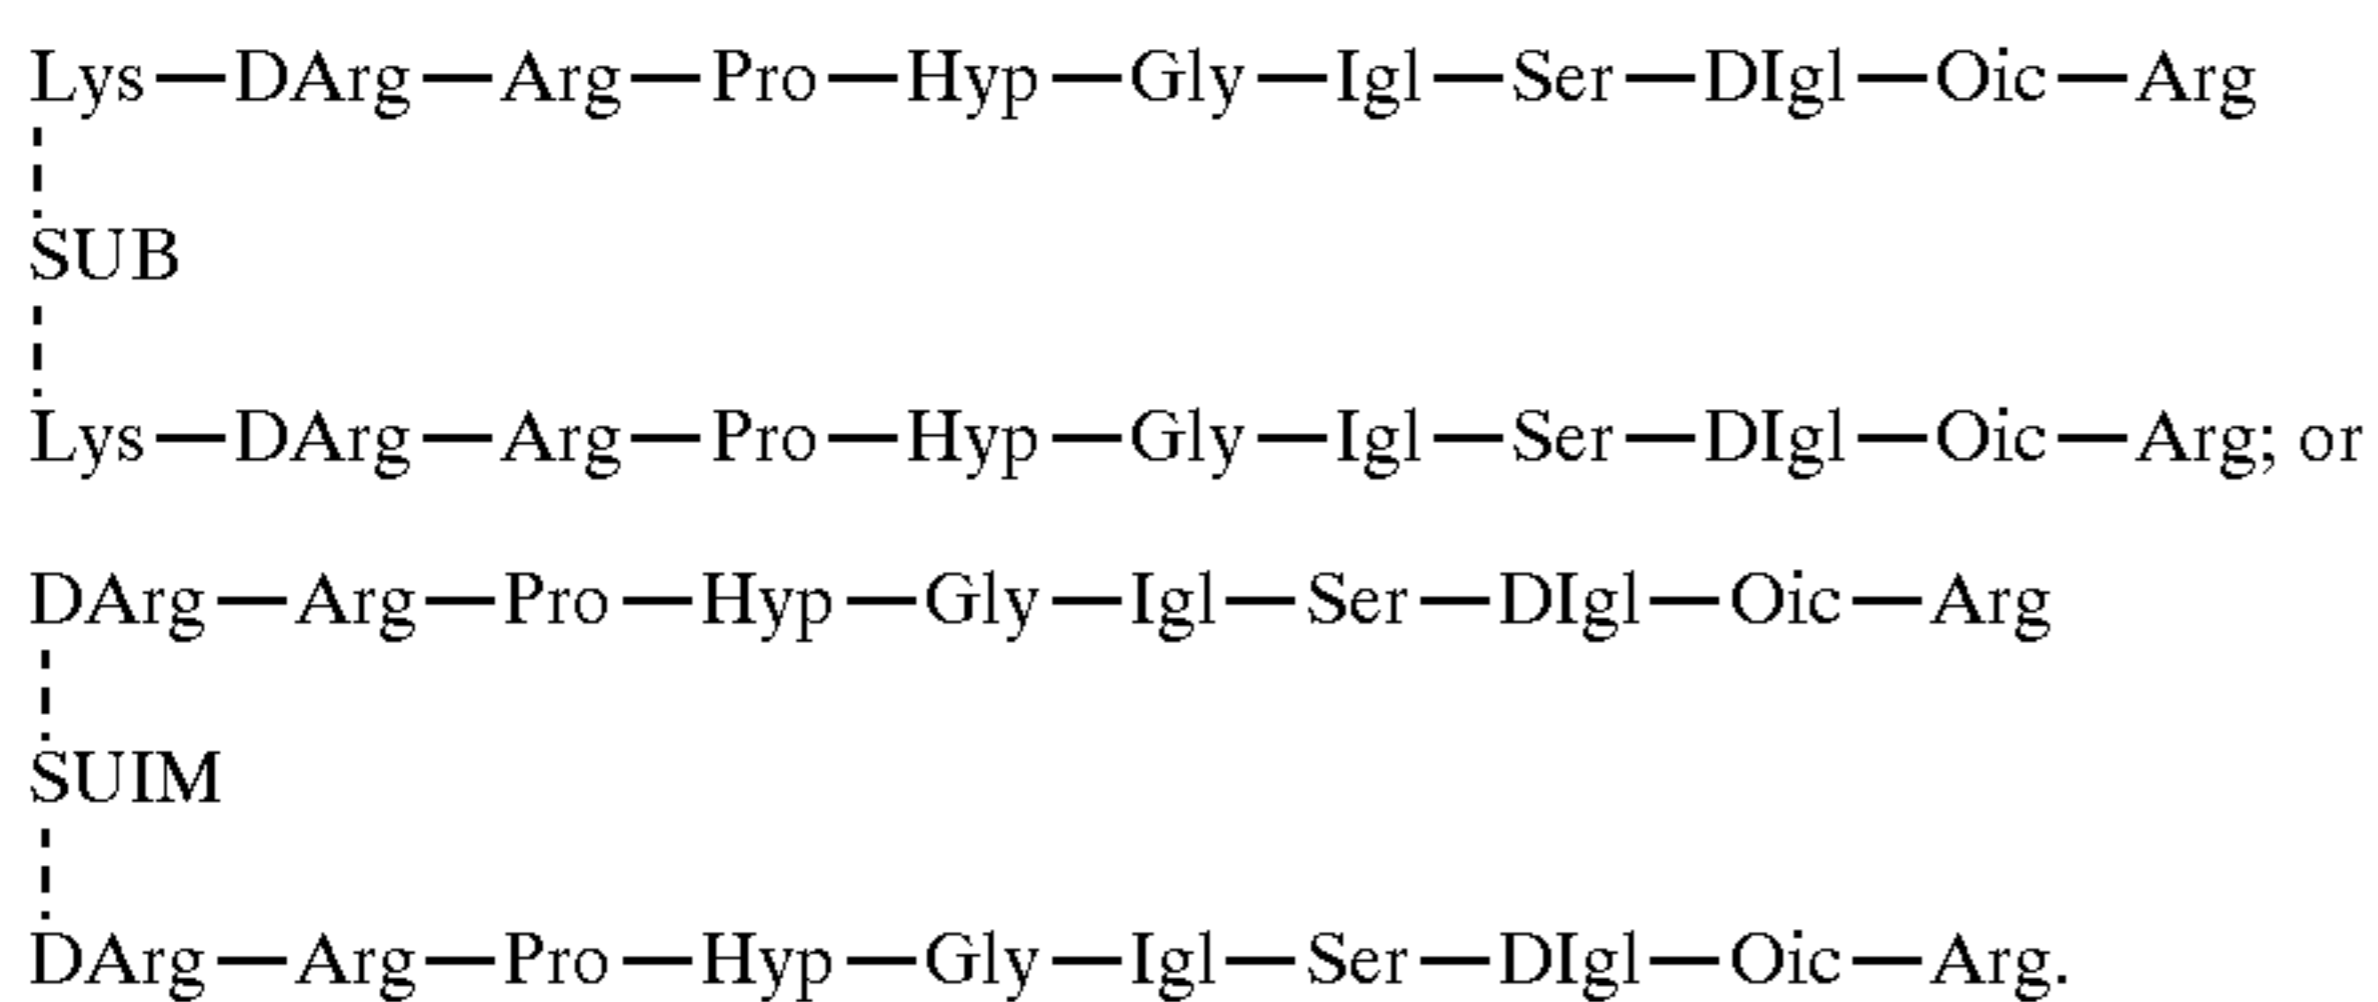 Lys—DArg—Arg—Pro—Hyp—Gly—Igl—Ser—DIgl—Oic—Arg
SUB
Lys—DArg—Arg—Pro—Hyp—Gly—Igl—Ser—DIgl—Oic—Arg; or
DArg—Arg—Pro—Hyp—Gly—Igl—Ser—DIgl—Oic—Arg
SUIM
DArg—Arg—Pro—Hyp—Gly—Igl—Ser—DIgl—Oic—Arg.